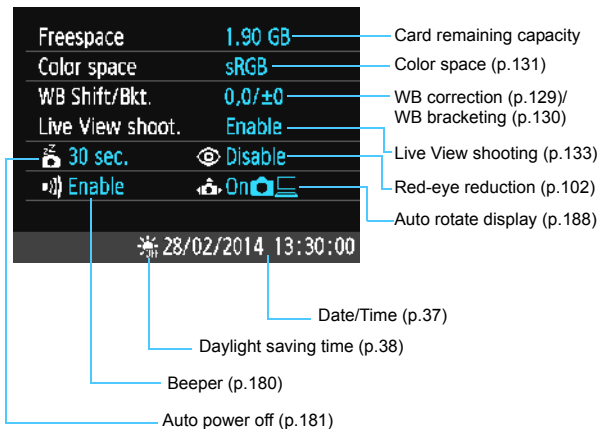 Freespace 1.90 GB Card remaining capacity
Color space sRGB Color space (p.131)
WB Shift/Bkt. 0,0/±0 WB correction (p.129)/
WB bracketing (p.130)
Live View shoot. Enable Live View shooting (p.133)
30 sec. Disable Red-eye reduction (p.102)
Enable On Auto rotate display (p.188)
OFF 28/02/2014 13:30:00
Date/Time (p.37)
Daylight saving time (p.38)
Beeper (p.180)
Auto power off (p.181)